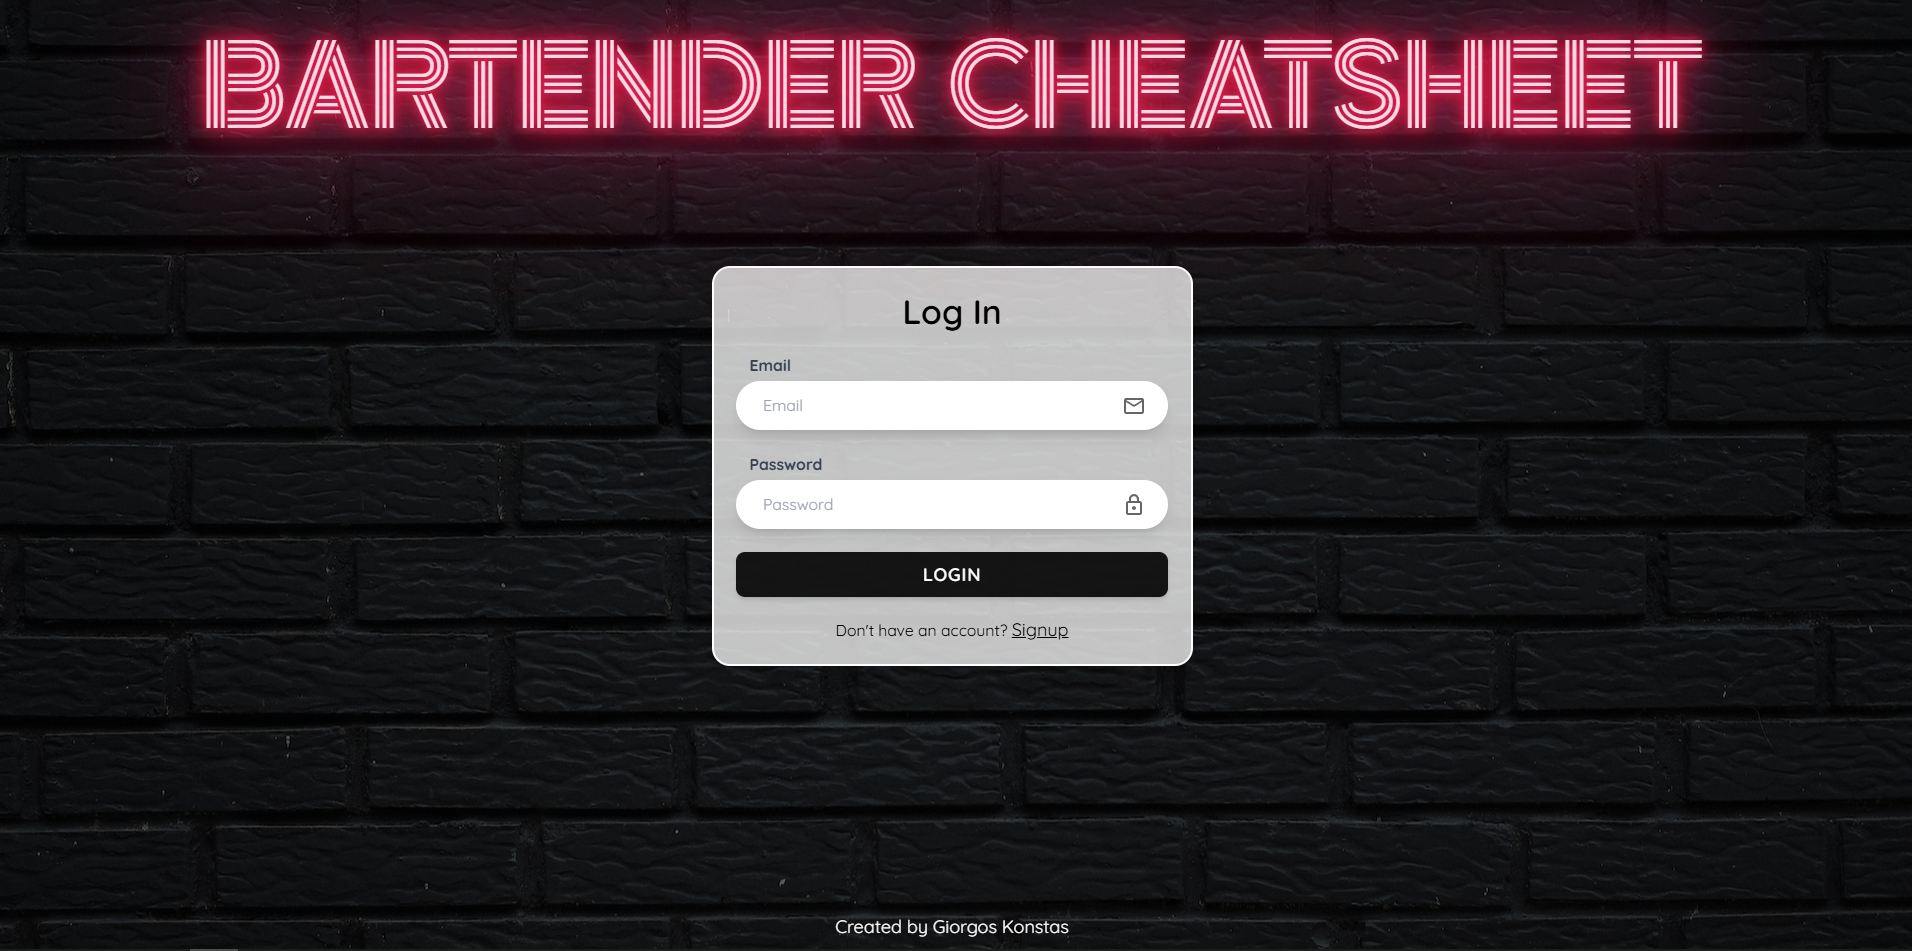 BARTENDER CHEATSHEET
Log In
Email
Email
Password
Password
LOGIN
Don't have an account? Signup
Created by Giorgos Konstas